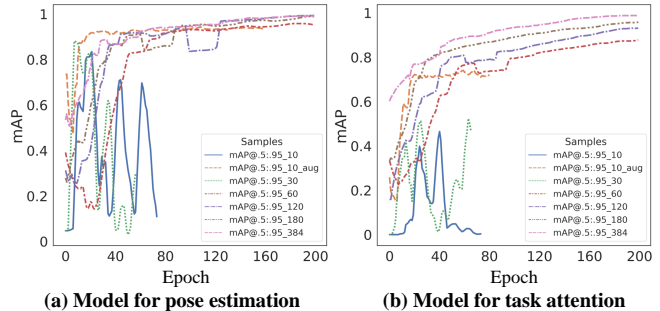 1
0.8
0.6
0.4
0.2
0
mAP
0 40 80 120 160 200
Epoch
Samples
mAP@.5:.95_10
mAP@.5:.95_10_aug
mAP@.5:.95_30
mAP@.5:.95_60
mAP@.5:.95_120
mAP@.5:.95_180
mAP@.5:.95_384
(a) Model for pose estimation
1
0.8
0.6
0.4
0.2
0
mAP
0 40 80 120 160 200
Epoch
Samples
mAP@.5:.95_10
mAP@.5:.95_10_aug
mAP@.5:.95_30
mAP@.5:.95_60
mAP@.5:.95_120
mAP@.5:.95_180
mAP@.5:.95_384
(b) Model for task attention